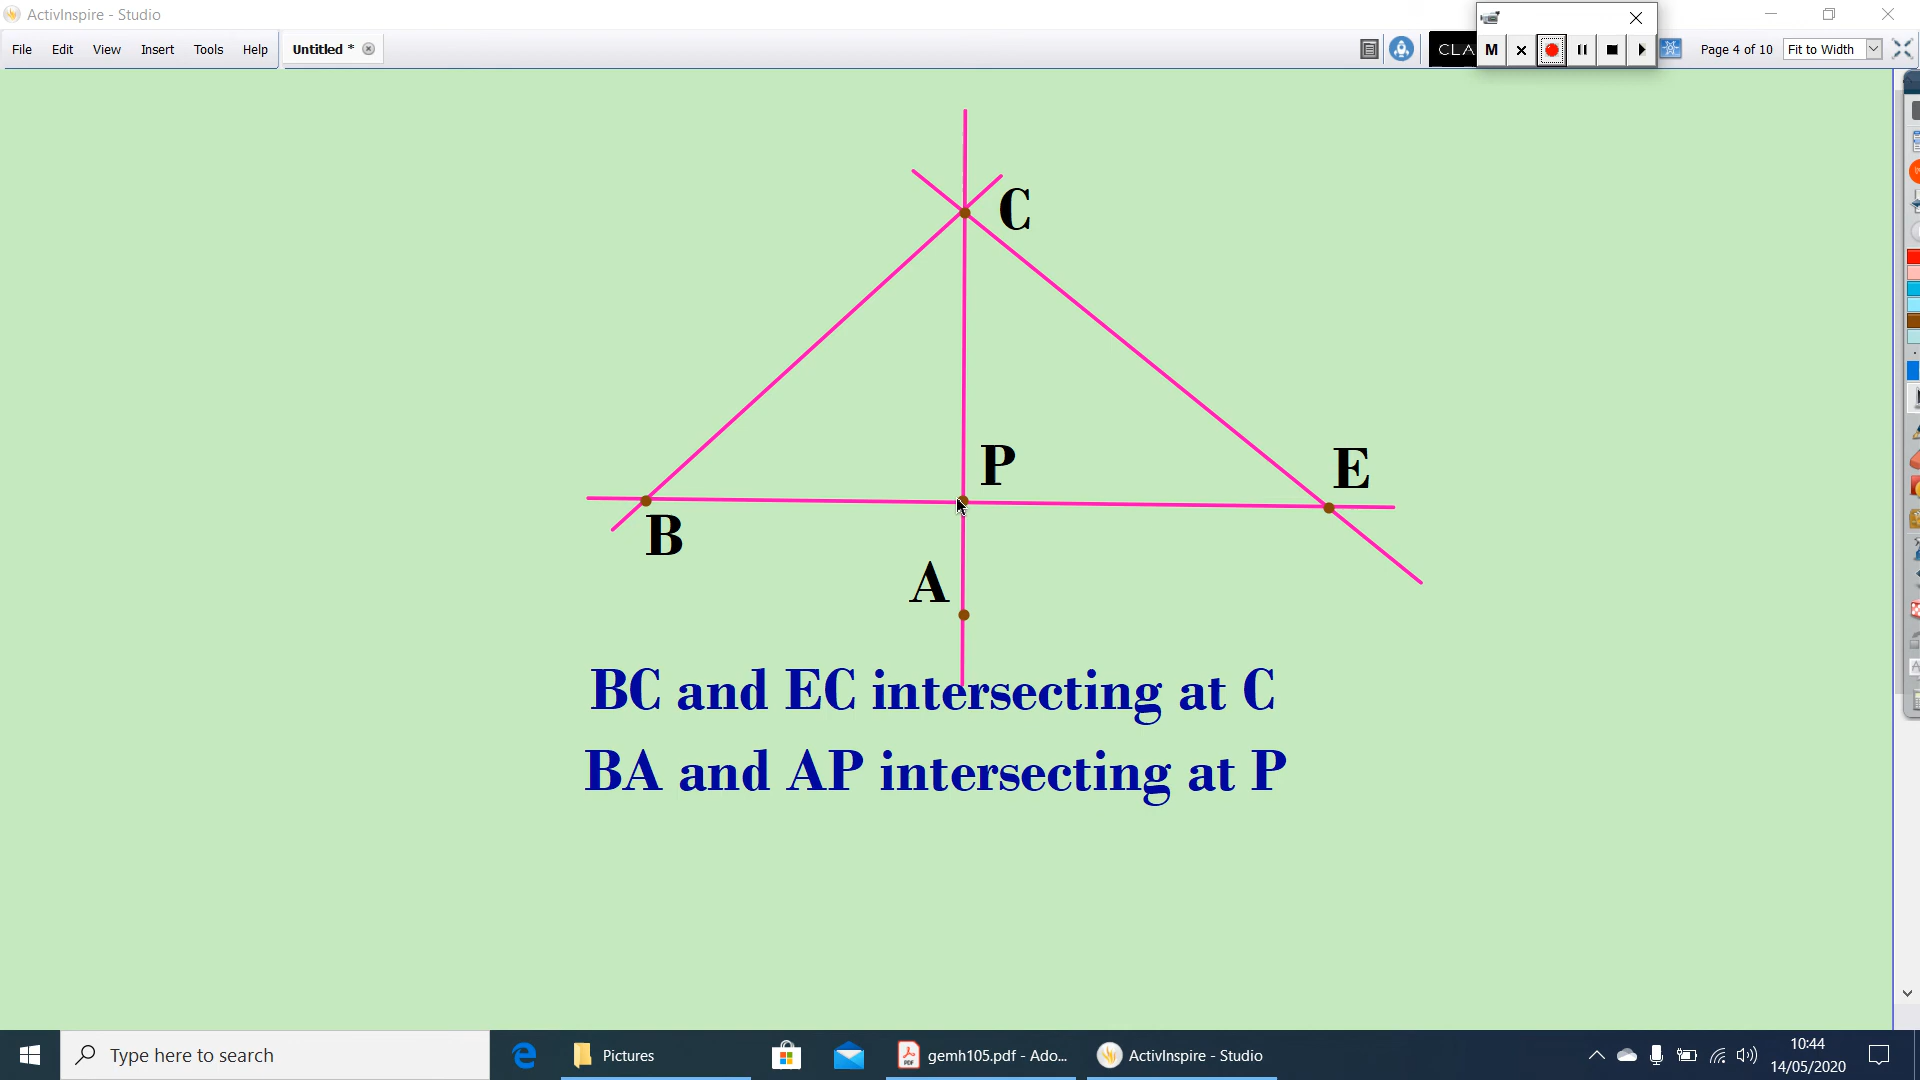 ActivInspire - Studio
File Edit View Insert Tools Help Untitled *
CLA M Page 4 of 10 Fit to Width
C
P
E
B
A
BC and EC intersecting at C
BA and AP intersecting at P
Type here to search
Pictures
PDF
gemh105.pdf - Ado...
ActivInspire - Studio
10:44
14/05/2020